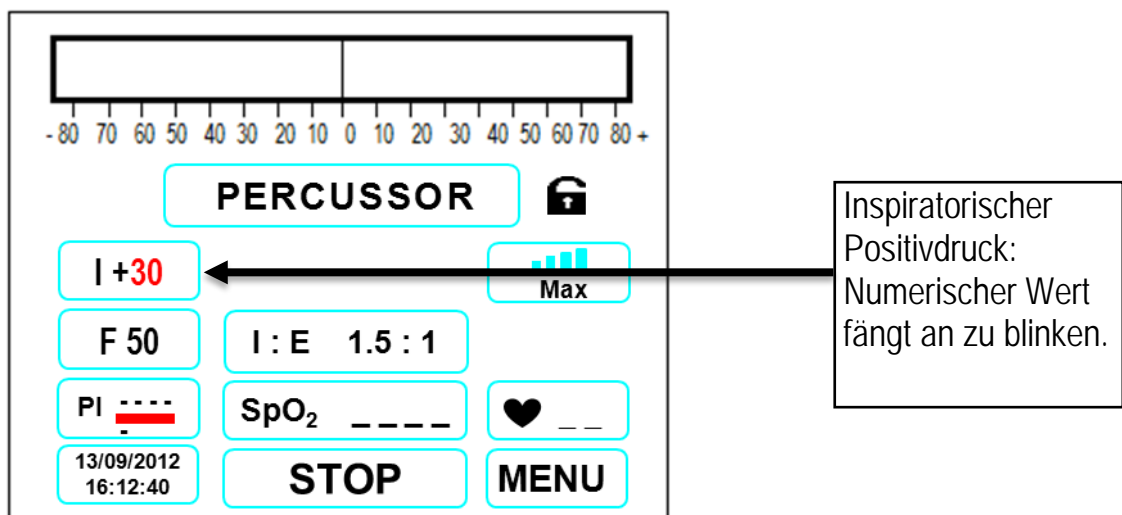 - 80 70 60 50 40 30 20 10 0 10 20 30 40 50 60 70 80 +
PERCUSSOR
I +30
Max
F 50
I : E 1.5 : 1
PI - - - - -
SpO₂ _ _ _ _
_ _
13/09/2012
16:12:40
STOP
MENU
Inspiratorischer
Positivdruck:
Numerischer Wert
fängt an zu blinken.